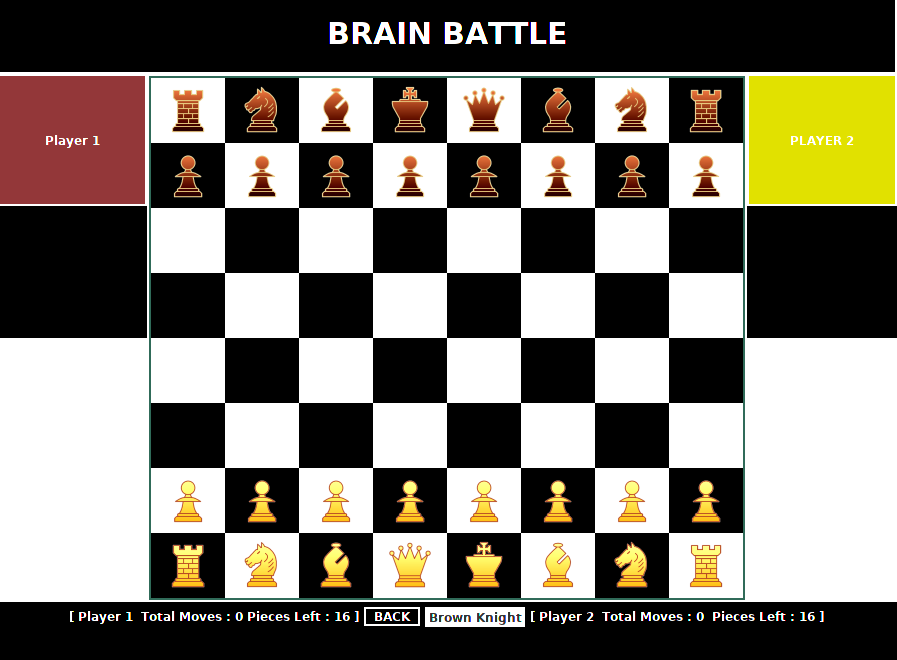 BRAIN BATTLE
Player 1
PLAYER 2
[ Player 1 Total Moves : 0 Pieces Left : 16 ] BACK Brown Knight [ Player 2 Total Moves : 0 Pieces Left : 16 ]